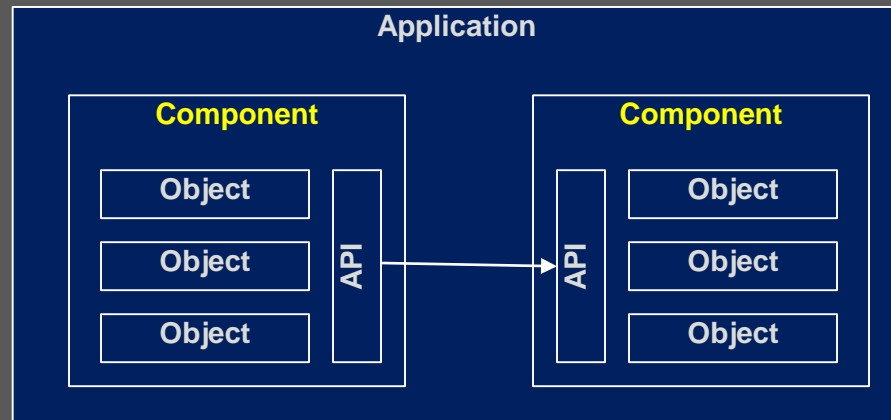 Application
Component
Object
Object
Object
API
Component
API
Object
Object
Object